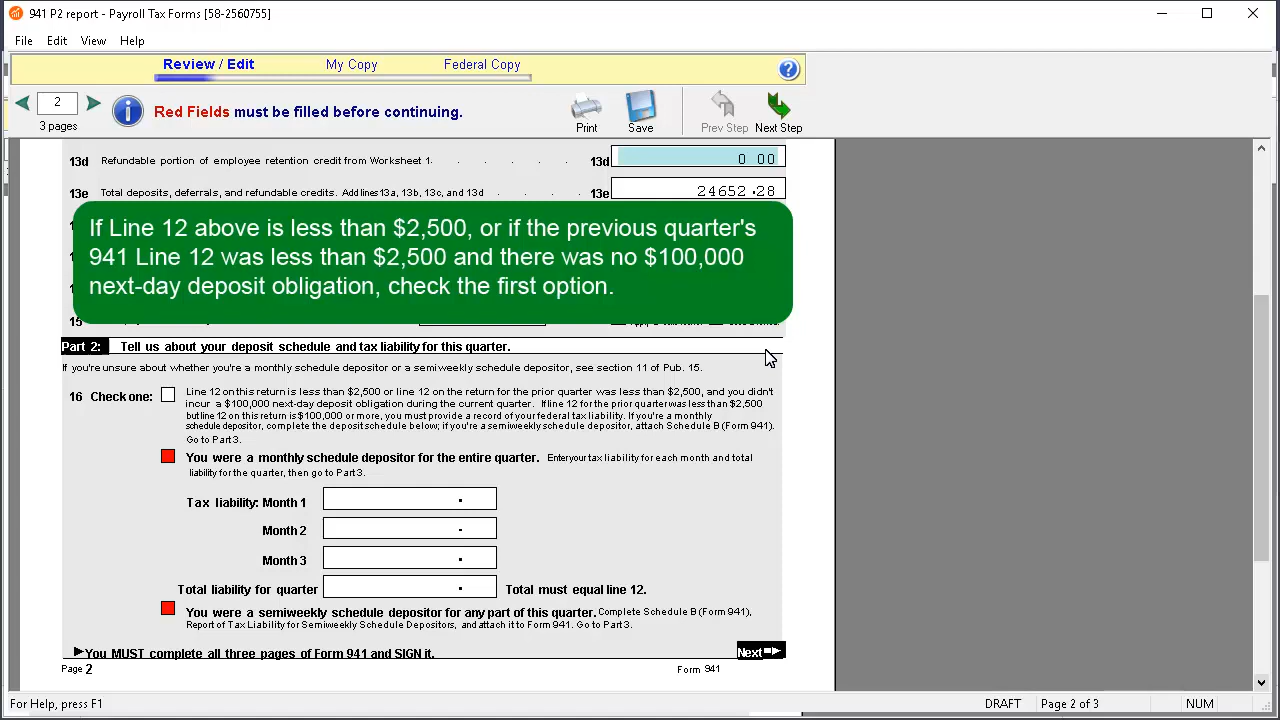 941 P2 report - Payroll Tax Forms [58-2560755]
File Edit View Help
Review / Edit My Copy Federal Copy
2
3 pages
Red Fields must be filled before continuing.
Print Save Prev Step Next Step
13d Refundable portion of employee retention credit from Worksheet 1 13d 0 00
13e Total deposits, deferrals, and refundable credits. Add lines 13a, 13b, 13c, and 13d 13e 24652.28
If Line 12 above is less than $2,500, or if the previous quarter's
941 Line 12 was less than $2,500 and there was no $100,000
next-day deposit obligation, check the first option.
15
Part 2: Tell us about your deposit schedule and tax liability for this quarter.
If you're unsure about whether you're a monthly schedule depositor or a semiweekly schedule depositor, see section 11 of Pub. 15.
16 Check one: Line 12 on this return is less than $2,500 or line 12 on the return for the prior quarter was less than $2,500, and you didn't
incur a $100,000 next-day deposit obligation during the current quarter. If line 12 for the prior quarter was less than $2,500
but line 12 on this return is $100,000 or more, you must provide a record of your federal tax liability. If you're a monthly
schedule depositor, complete the deposit schedule below; if you're a semiweekly schedule depositor, attach Schedule B (Form 941).
Go to Part 3.
You were a monthly schedule depositor for the entire quarter. Enter your tax liability for each month and total
liability for the quarter, then go to Part 3.
Tax liability: Month 1
Month 2
Month 3
Total liability for quarter Total must equal line 12.
You were a semiweekly schedule depositor for any part of this quarter. Complete Schedule B (Form 941),
Report of Tax Liability for Semiweekly Schedule Depositors, and attach it to Form 941. Go to Part 3.
You MUST complete all three pages of Form 941 and SIGN it. Next
Page 2 Form 941
For Help, press F1 DRAFT Page 2 of 3 NUM